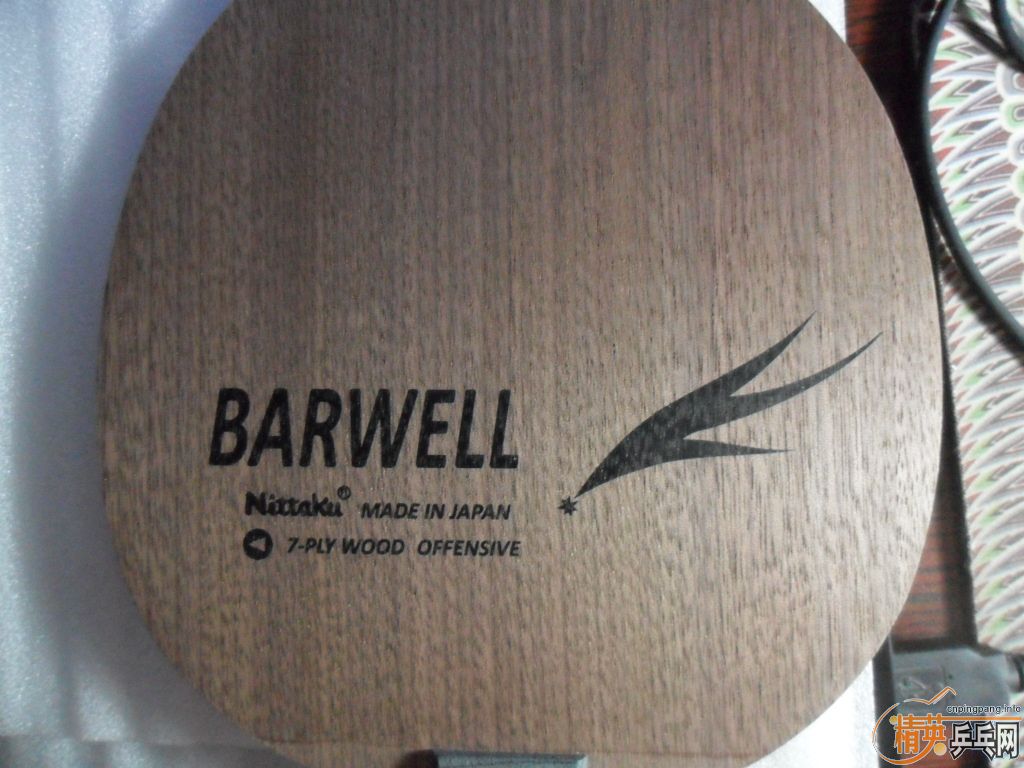 BARWELL
Nittaku® MADE IN JAPAN
7-PLY WOOD OFFENSIVE
cnpingpang.info
精英乒乓网